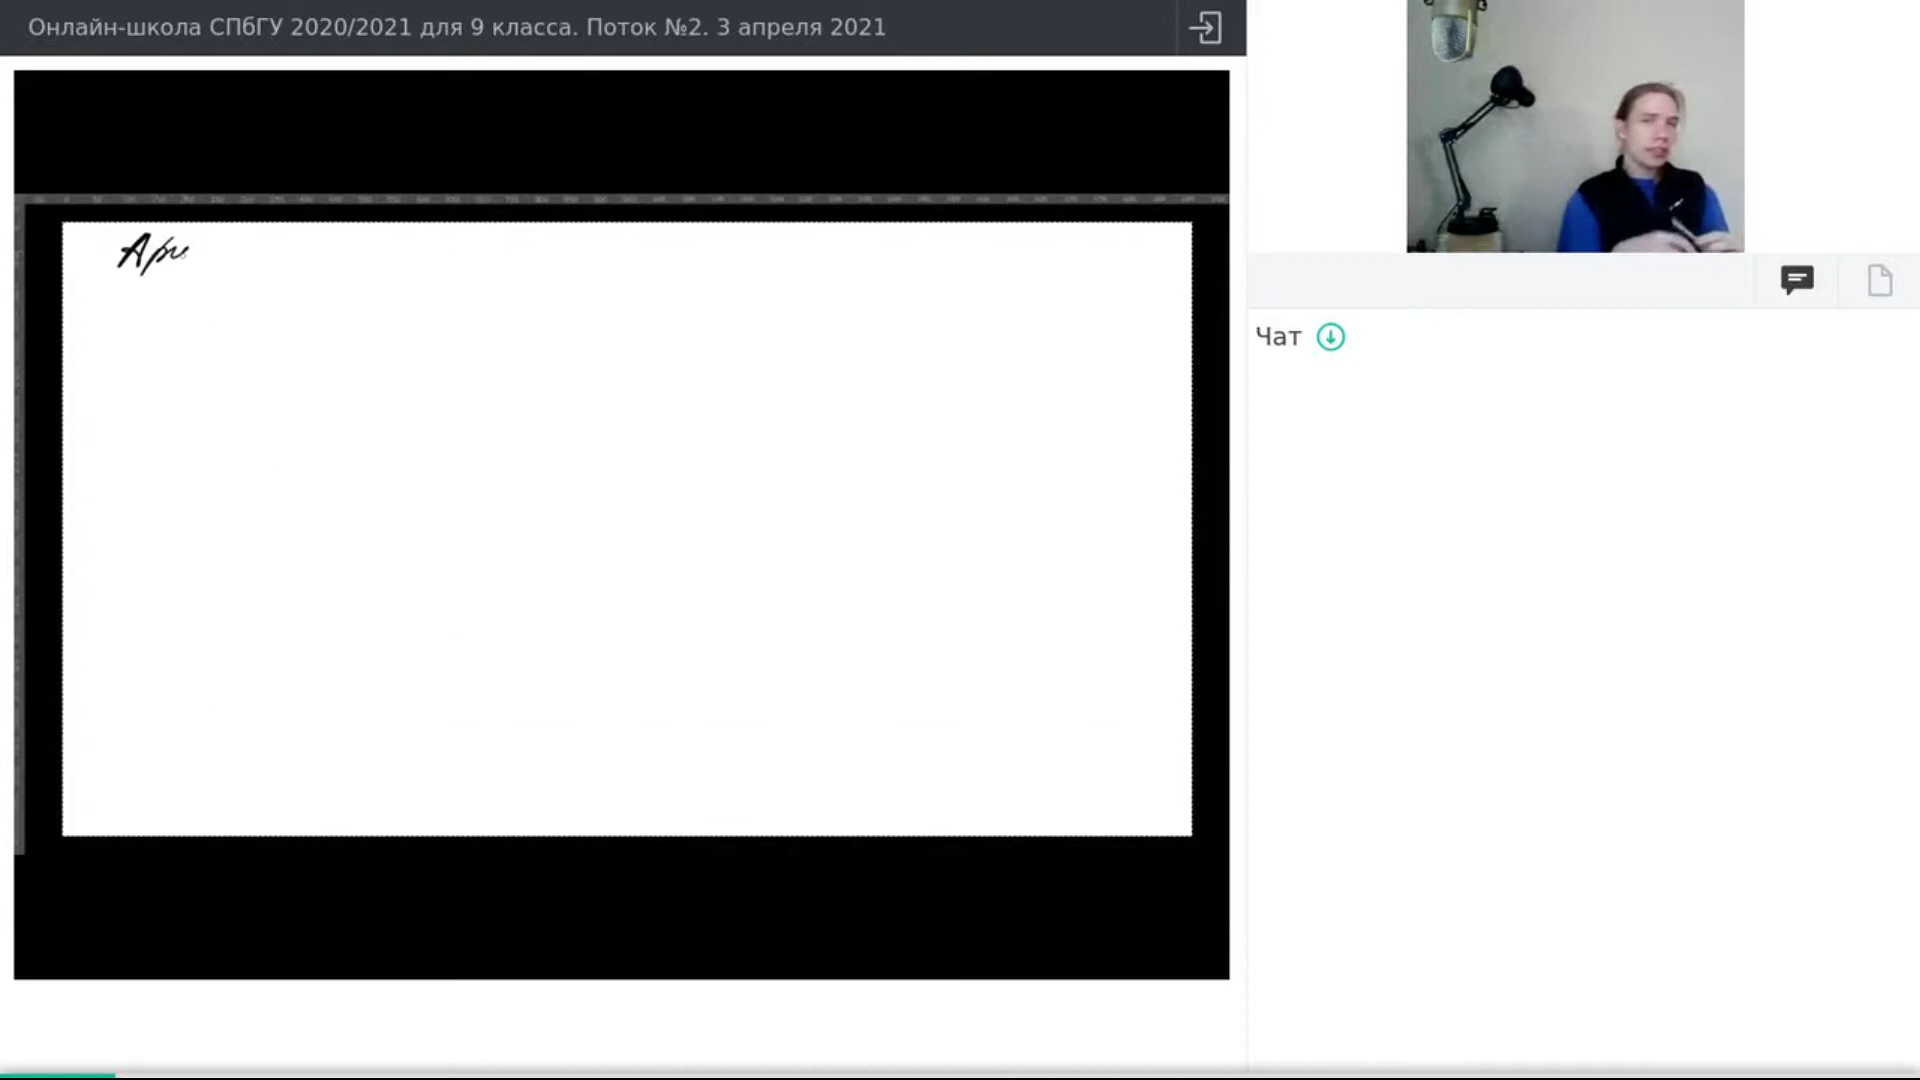 Онлайн-школа СПбГУ 2020/2021 для 9 класса. Поток №2. 3 апреля 2021
Ари
Чат